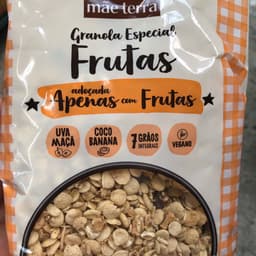 mãe terra
Granola Especial
Frutas
adoçada
Apenas com Frutas
UVA
MAÇÃ
COCO
BANANA
7 GRÃOS
INTEGRAIS
VEGANO